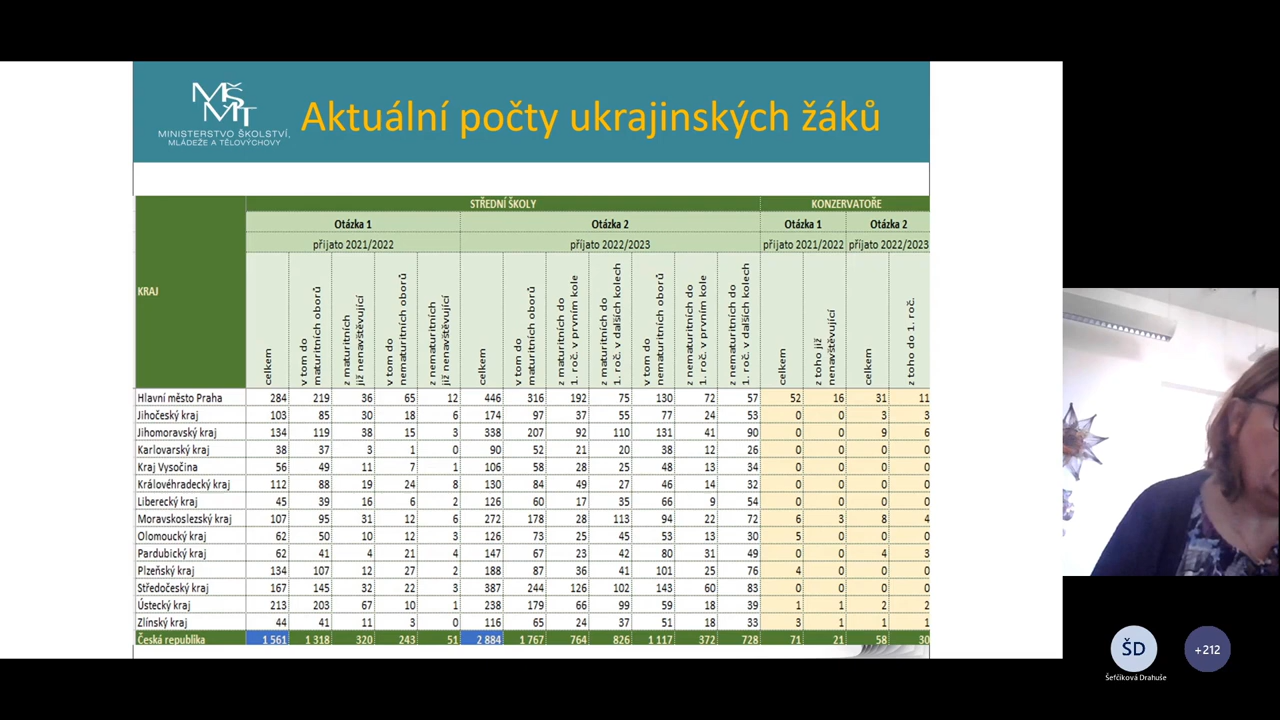 MŠMT
MINISTERSTVO ŠKOLSTVÍ,
MLÁDEŽE A TĚLOVÝCHOVY
Aktuální počty ukrajinských žáků
STŘEDNÍ ŠKOLY KONZERVATOŘE
Otázka 1 Otázka 2 Otázka 1 Otázka 2
přijato 2021/2022 přijato 2022/2023 přijato 2021/2022 přijato 2022/2023
KRAJ
celkem
v tom do
maturitních oborů
z maturitních
již nenavštěvující
v tom do
nematuritních oborů
z nematuritních
již nenavštěvující
celkem
v tom do
maturitních oborů
z maturitních do
1. roč. v prvním kole
z maturitních do
1. roč. v dalších kolech
v tom do
nematuritních oborů
z nematuritních do
1. roč. v prvním kole
z nematuritních do
1. roč. v dalších kolech
celkem
z toho již
nenavštěvující
celkem
z toho do 1. roč.
Hlavní město Praha 284 219 36 65 12 446 316 192 75 130 72 57 52 16 31 11
Jihočeský kraj 103 85 30 18 6 174 97 37 55 77 24 53 0 0 3 3
Jihomoravský kraj 134 119 38 15 3 338 207 92 110 131 41 90 0 0 9 6
Karlovarský kraj 38 37 3 1 0 90 52 21 20 38 12 26 0 0 0 0
Kraj Vysočina 56 49 11 7 1 106 58 28 25 48 13 34 0 0 0 0
Královéhradecký kraj 112 88 19 24 8 130 84 49 27 46 14 32 0 0 0 0
Liberecký kraj 45 39 16 6 2 126 60 17 35 66 9 54 0 0 0 0
Moravskoslezský kraj 107 95 31 12 6 272 178 28 113 94 22 72 6 3 8 4
Olomoucký kraj 62 50 10 12 3 126 73 25 45 53 13 30 5 0 0 0
Pardubický kraj 62 41 4 21 4 147 67 23 42 80 31 49 0 0 4 3
Plzeňský kraj 134 107 12 27 2 188 87 36 41 101 25 76 4 0 0 0
Středočeský kraj 167 145 32 22 3 387 244 126 102 143 60 83 0 0 0 0
Ústecký kraj 213 203 67 10 1 238 179 66 99 59 18 39 1 1 2 2
Zlínský kraj 44 41 11 3 0 116 65 24 37 51 18 33 3 1 1 1
Česká republika 1 561 1 318 320 243 51 2 884 1 767 764 826 1 117 372 728 71 21 58 30
ŠD
+212
Šefčíková Drahuše